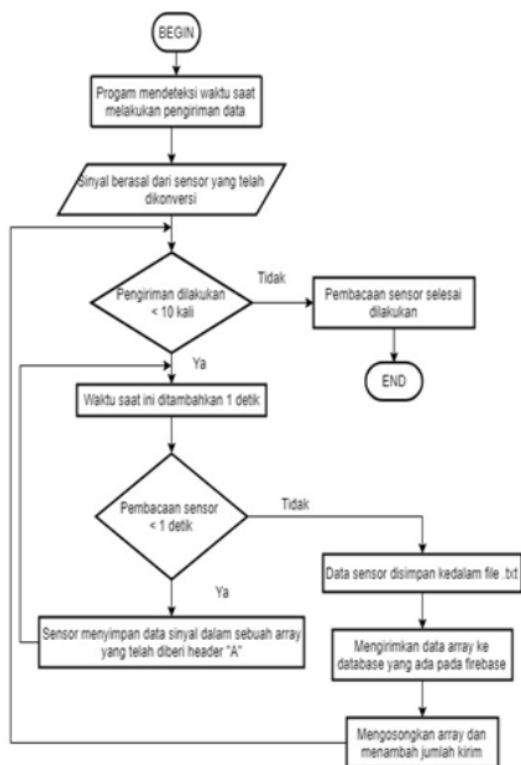 BEGIN
Progam mendeteksi waktu saat
melakukan pengiriman data
Sinyal berasal dari sensor yang telah
dikonversi
Pengiriman dilakukan
< 10 kali
Tidak
Pembacaan sensor selesai
dilakukan
END
Ya
Waktu saat ini ditambahkan 1 detik
Pembacaan sensor
< 1 detik
Tidak
Ya
Data sensor disimpan kedalam file .txt
Sensor menyimpan data sinyal dalam sebuah array
yang telah diberi header "A"
Mengirimkan data array ke
database yang ada pada firebase
Mengosongkan array dan
menambah jumlah kirim